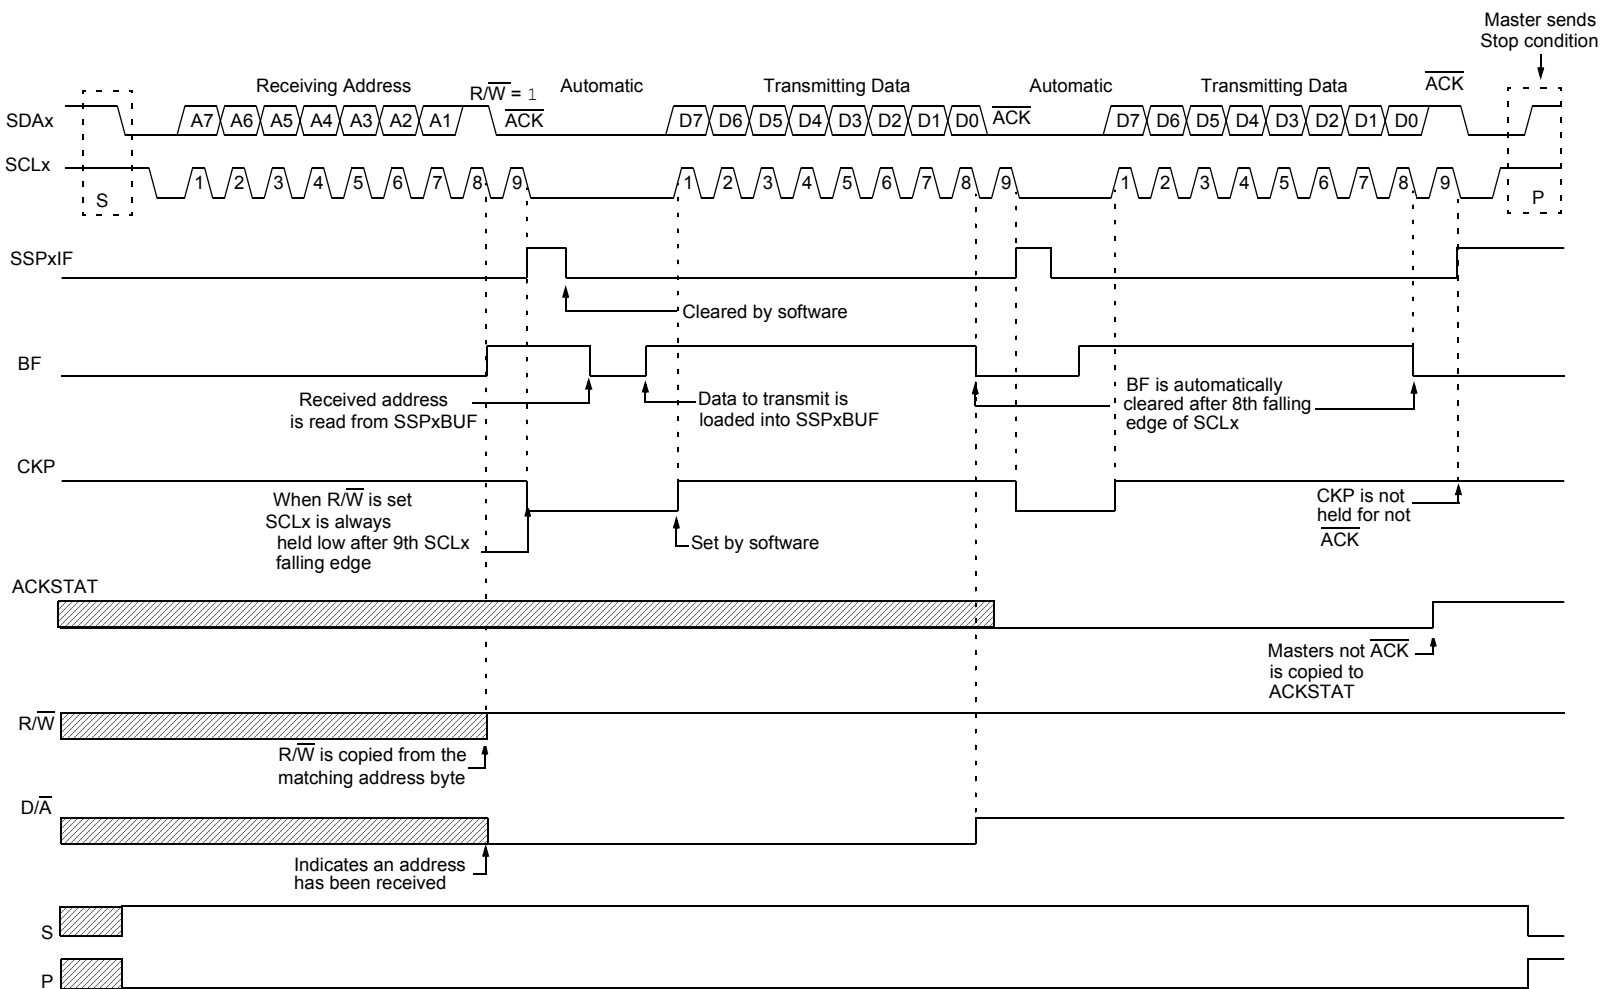 Master sends
Stop condition
Receiving Address
R/W̅ = 1
Automatic
Transmitting Data
Automatic
Transmitting Data
A̅C̅K̅
SDAx
A7 A6 A5 A4 A3 A2 A1
A̅C̅K̅
D7 D6 D5 D4 D3 D2 D1 D0
A̅C̅K̅
D7 D6 D5 D4 D3 D2 D1 D0
SCLx
S
1 2 3 4 5 6 7 8 9
1 2 3 4 5 6 7 8 9
1 2 3 4 5 6 7 8 9
P
SSPxIF
Cleared by software
BF
Received address
is read from SSPxBUF
Data to transmit is
loaded into SSPxBUF
BF is automatically
cleared after 8th falling
edge of SCLx
CKP
When R/W̅ is set
SCLx is always
held low after 9th SCLx
falling edge
Set by software
CKP is not
held for not
A̅C̅K̅
ACKSTAT
Masters not A̅C̅K̅
is copied to
ACKSTAT
R/W̅
R/W̅ is copied from the
matching address byte
D/A̅
Indicates an address
has been received
S
P